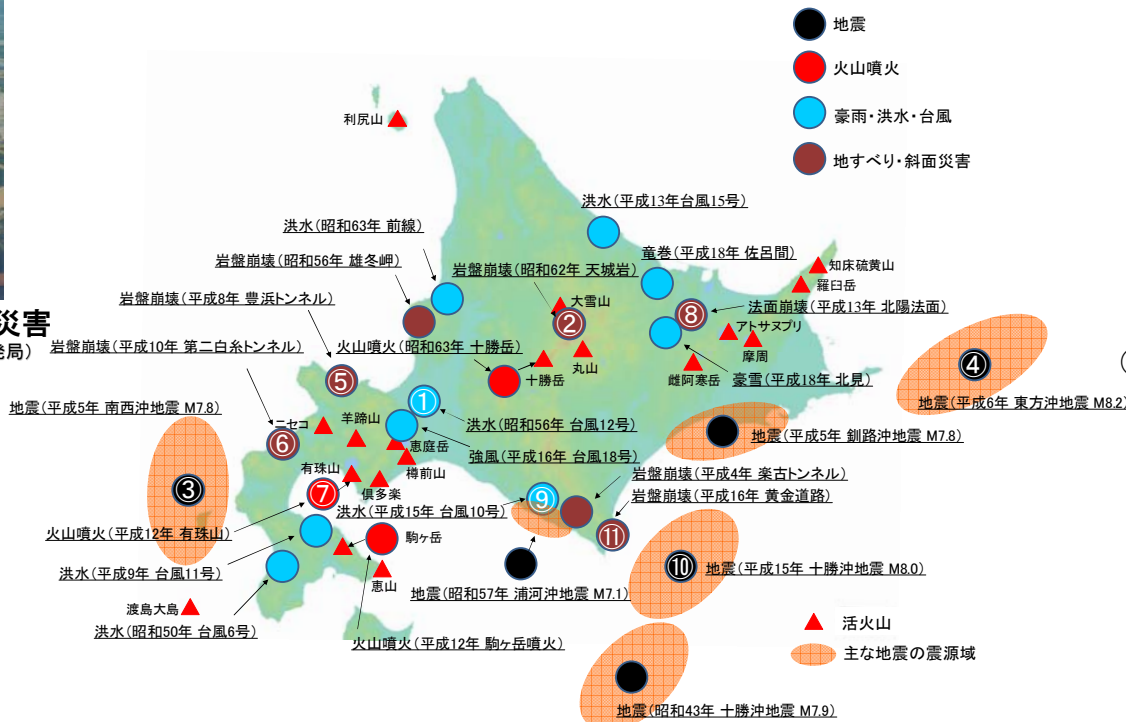 地震
火山噴火
豪雨・洪水・台風
地すべり・斜面災害
利尻山
洪水(平成13年台風15号)
洪水(昭和63年 前線)
竜巻(平成18年 佐呂間)
岩盤崩壊(昭和56年 雄冬岬)
岩盤崩壊(昭和62年 天城岩)
知床硫黄山
羅臼岳
岩盤崩壊(平成8年 豊浜トンネル)
大雪山
②
⑧
法面崩壊(平成13年 北陽法面)
災害
発局)
岩盤崩壊(平成10年 第二白糸トンネル)
火山噴火(昭和63年 十勝岳)
アトサヌプリ
摩周
丸山
十勝岳
雌阿寒岳
豪雪(平成18年 北見)
④
⑤
地震(平成5年 南西沖地震 M7.8)
①
地震(平成6年 東方沖地震 M8.2)
ニセコ
羊蹄山
洪水(昭和56年 台風12号)
⑥
恵庭岳
強風(平成16年 台風18号)
地震(平成5年 釧路沖地震 M7.8)
樽前山
有珠山
岩盤崩壊(平成4年 楽古トンネル)
③
⑦
倶多楽
⑨
岩盤崩壊(平成16年 黄金道路)
洪水(平成15年 台風10号)
火山噴火(平成12年 有珠山)
駒ヶ岳
⑪
⑩
地震(平成15年 十勝沖地震 M8.0)
洪水(平成9年 台風11号)
恵山
地震(昭和57年 浦河沖地震 M7.1)
渡島大島
活火山
洪水(昭和50年 台風6号)
火山噴火(平成12年 駒ヶ岳噴火)
主な地震の震源域
地震(昭和43年 十勝沖地震 M7.9)